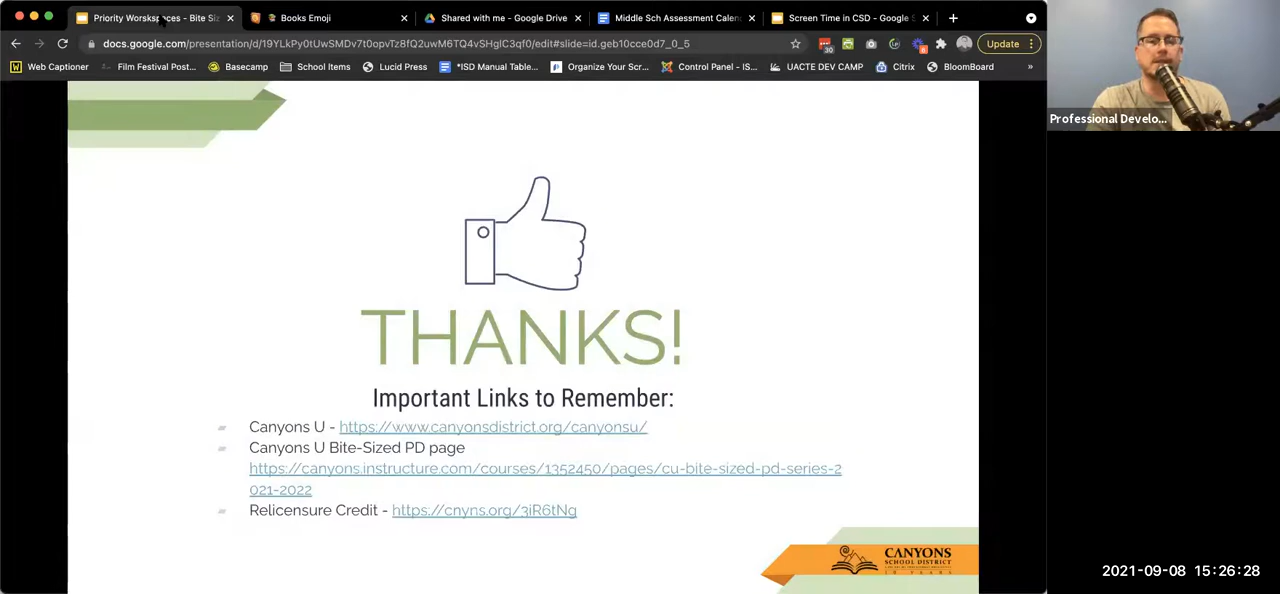 Priority Worskspaces - Bite Siz
Books Emoji
Shared with me - Google Drive
Middle Sch Assessment Calen
Screen Time in CSD - Google S
docs.google.com/presentation/d/19YLkPy0tUwSMDv7t0opvTz8fQ2uwM6TQ4vSHglC3qf0/edit#slide=id.geb10cce0d7_0_5
30
8
Update
Web Captioner
Film Festival Post...
Basecamp
School Items
Lucid Press
*ISD Manual Table...
Organize Your Scr...
Control Panel - IS...
UACTE DEV CAMP
Citrix
BloomBoard
»
Professional Develo...
THANKS!
Important Links to Remember:
Canyons U - https://www.canyonsdistrict.org/canyonsu/
Canyons U Bite-Sized PD page
https://canyons.instructure.com/courses/1352450/pages/cu-bite-sized-pd-series-2
021-2022
Relicensure Credit - https://cnyns.org/3iR6tNg
CANYONS
SCHOOL DISTRICT
2021-09-08 15:26:28